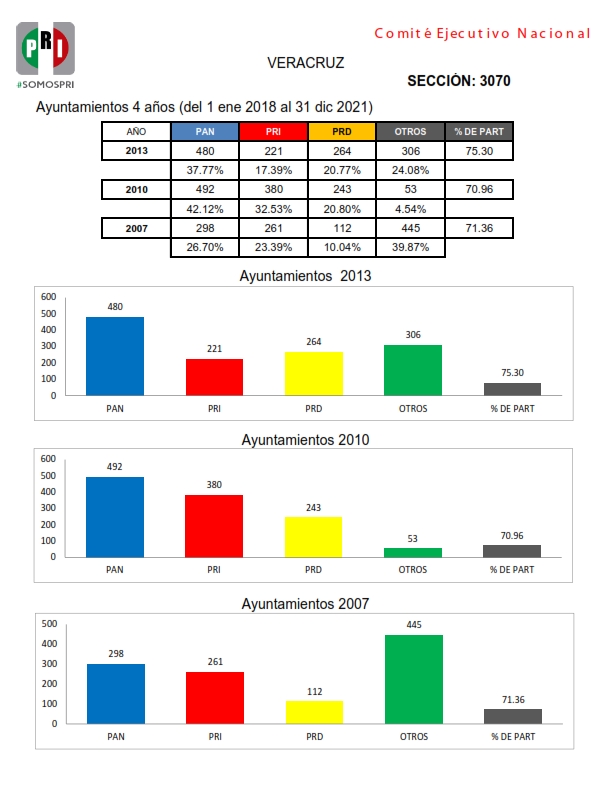 Comité Ejecutivo Nacional
PRI
#SOMOSPRI
VERACRUZ
SECCIÓN: 3070
Ayuntamientos 4 años (del 1 ene 2018 al 31 dic 2021)
AÑO PAN PRI PRD OTROS % DE PART
2013 480 221 264 306 75.30
37.77% 17.39% 20.77% 24.08%
2010 492 380 243 53 70.96
42.12% 32.53% 20.80% 4.54%
2007 298 261 112 445 71.36
26.70% 23.39% 10.04% 39.87%
Ayuntamientos 2013
600
500
400
300
200
100
0
480 221 264 306 75.30
PAN PRI PRD OTROS % DE PART
Ayuntamientos 2010
600
500
400
300
200
100
0
492 380 243 53 70.96
PAN PRI PRD OTROS % DE PART
Ayuntamientos 2007
500
400
300
200
100
0
298 261 112 445 71.36
PAN PRI PRD OTROS % DE PART